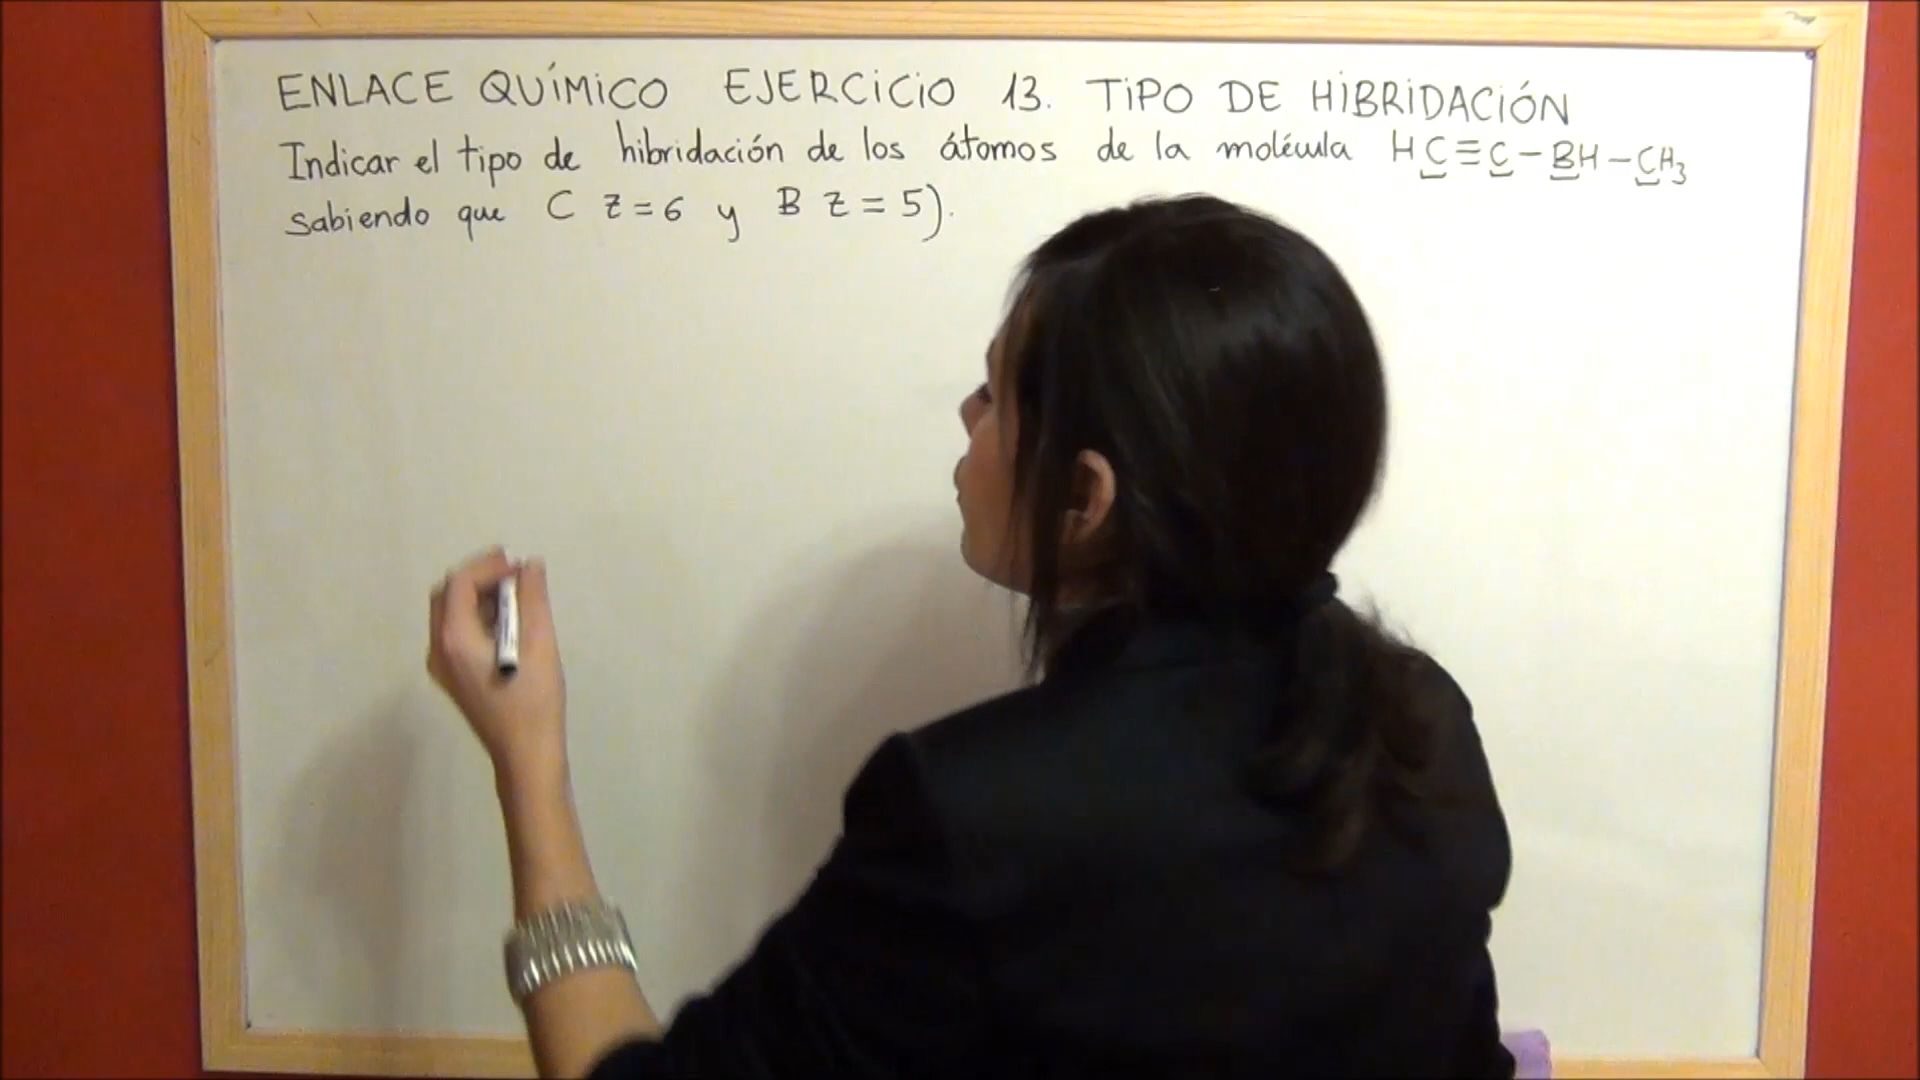 ENLACE QUÍMICO EJERCICIO 13. TIPO DE HIBRIDACIÓN
Indicar el tipo de hibridación de los átomos de la molécula HC≡C-BH-CH₃
sabiendo que C Z=6 y B Z=5).